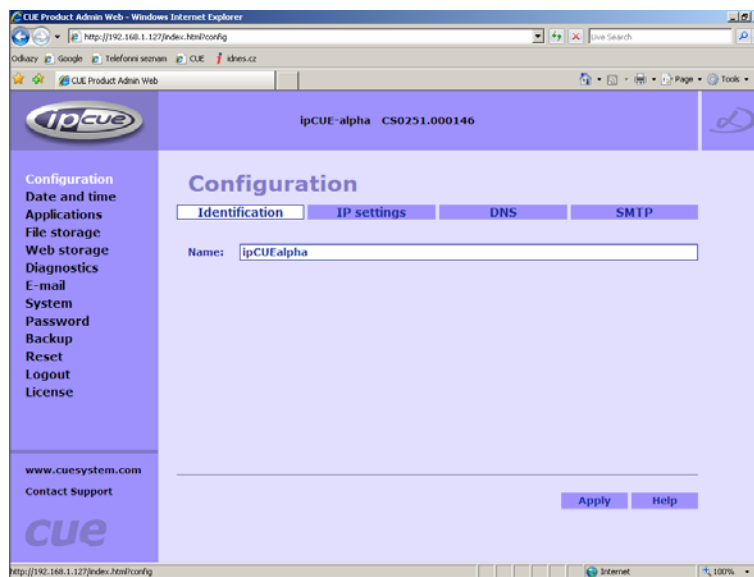 CUE Product Admin Web - Windows Internet Explorer
http://192.168.1.127/index.html?config
Live Search
Odkazy Google Telefonni seznam CUE idnes.cz
CUE Product Admin Web
Page Tools
ipcue
ipCUE-alpha CS0251.000146
Configuration
Date and time
Applications
File storage
Web storage
Diagnostics
E-mail
System
Password
Backup
Reset
Logout
License
www.cuesystem.com
Contact Support
cue
Configuration
Identification IP settings DNS SMTP
Name: ipCUEalpha
Apply Help
http://192.168.1.127/index.html?config
Internet
100%